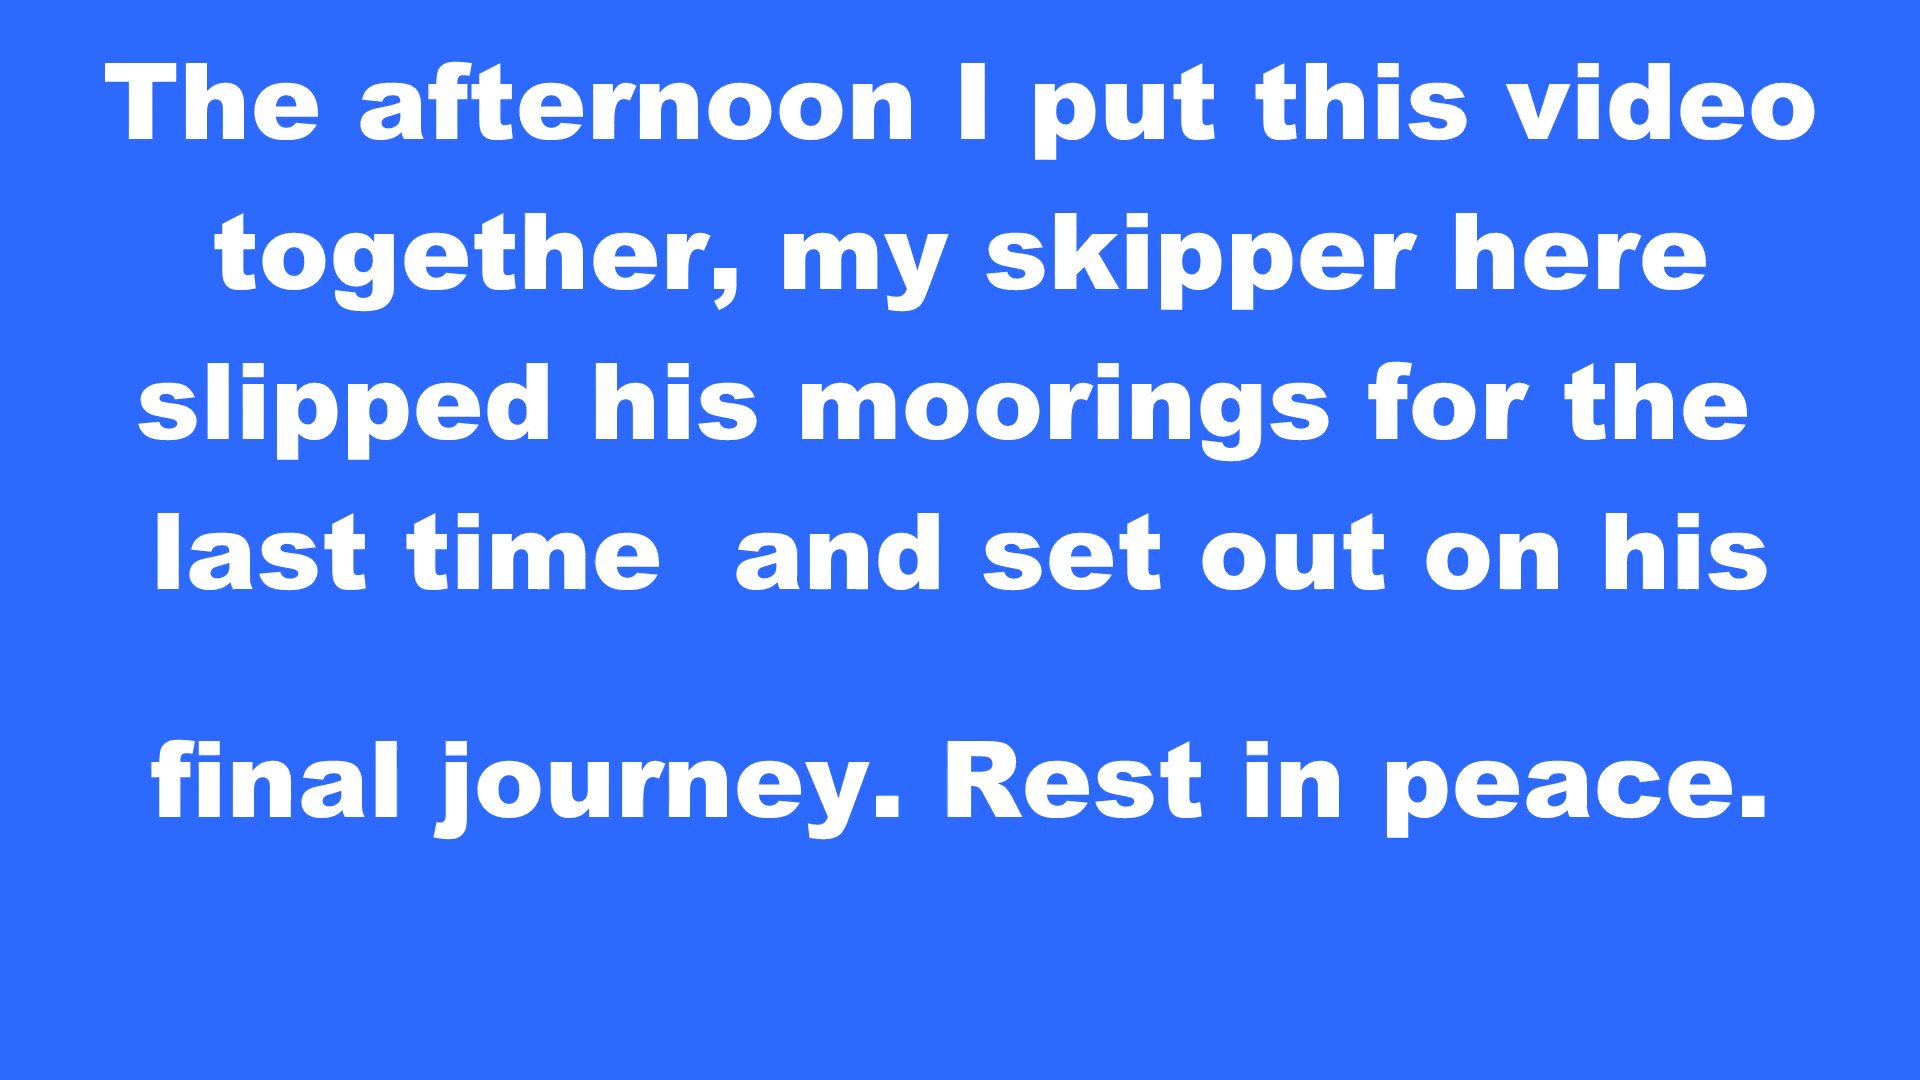 The afternoon I put this video
together, my skipper here
slipped his moorings for the
last time  and set out on his
final journey. Rest in peace.